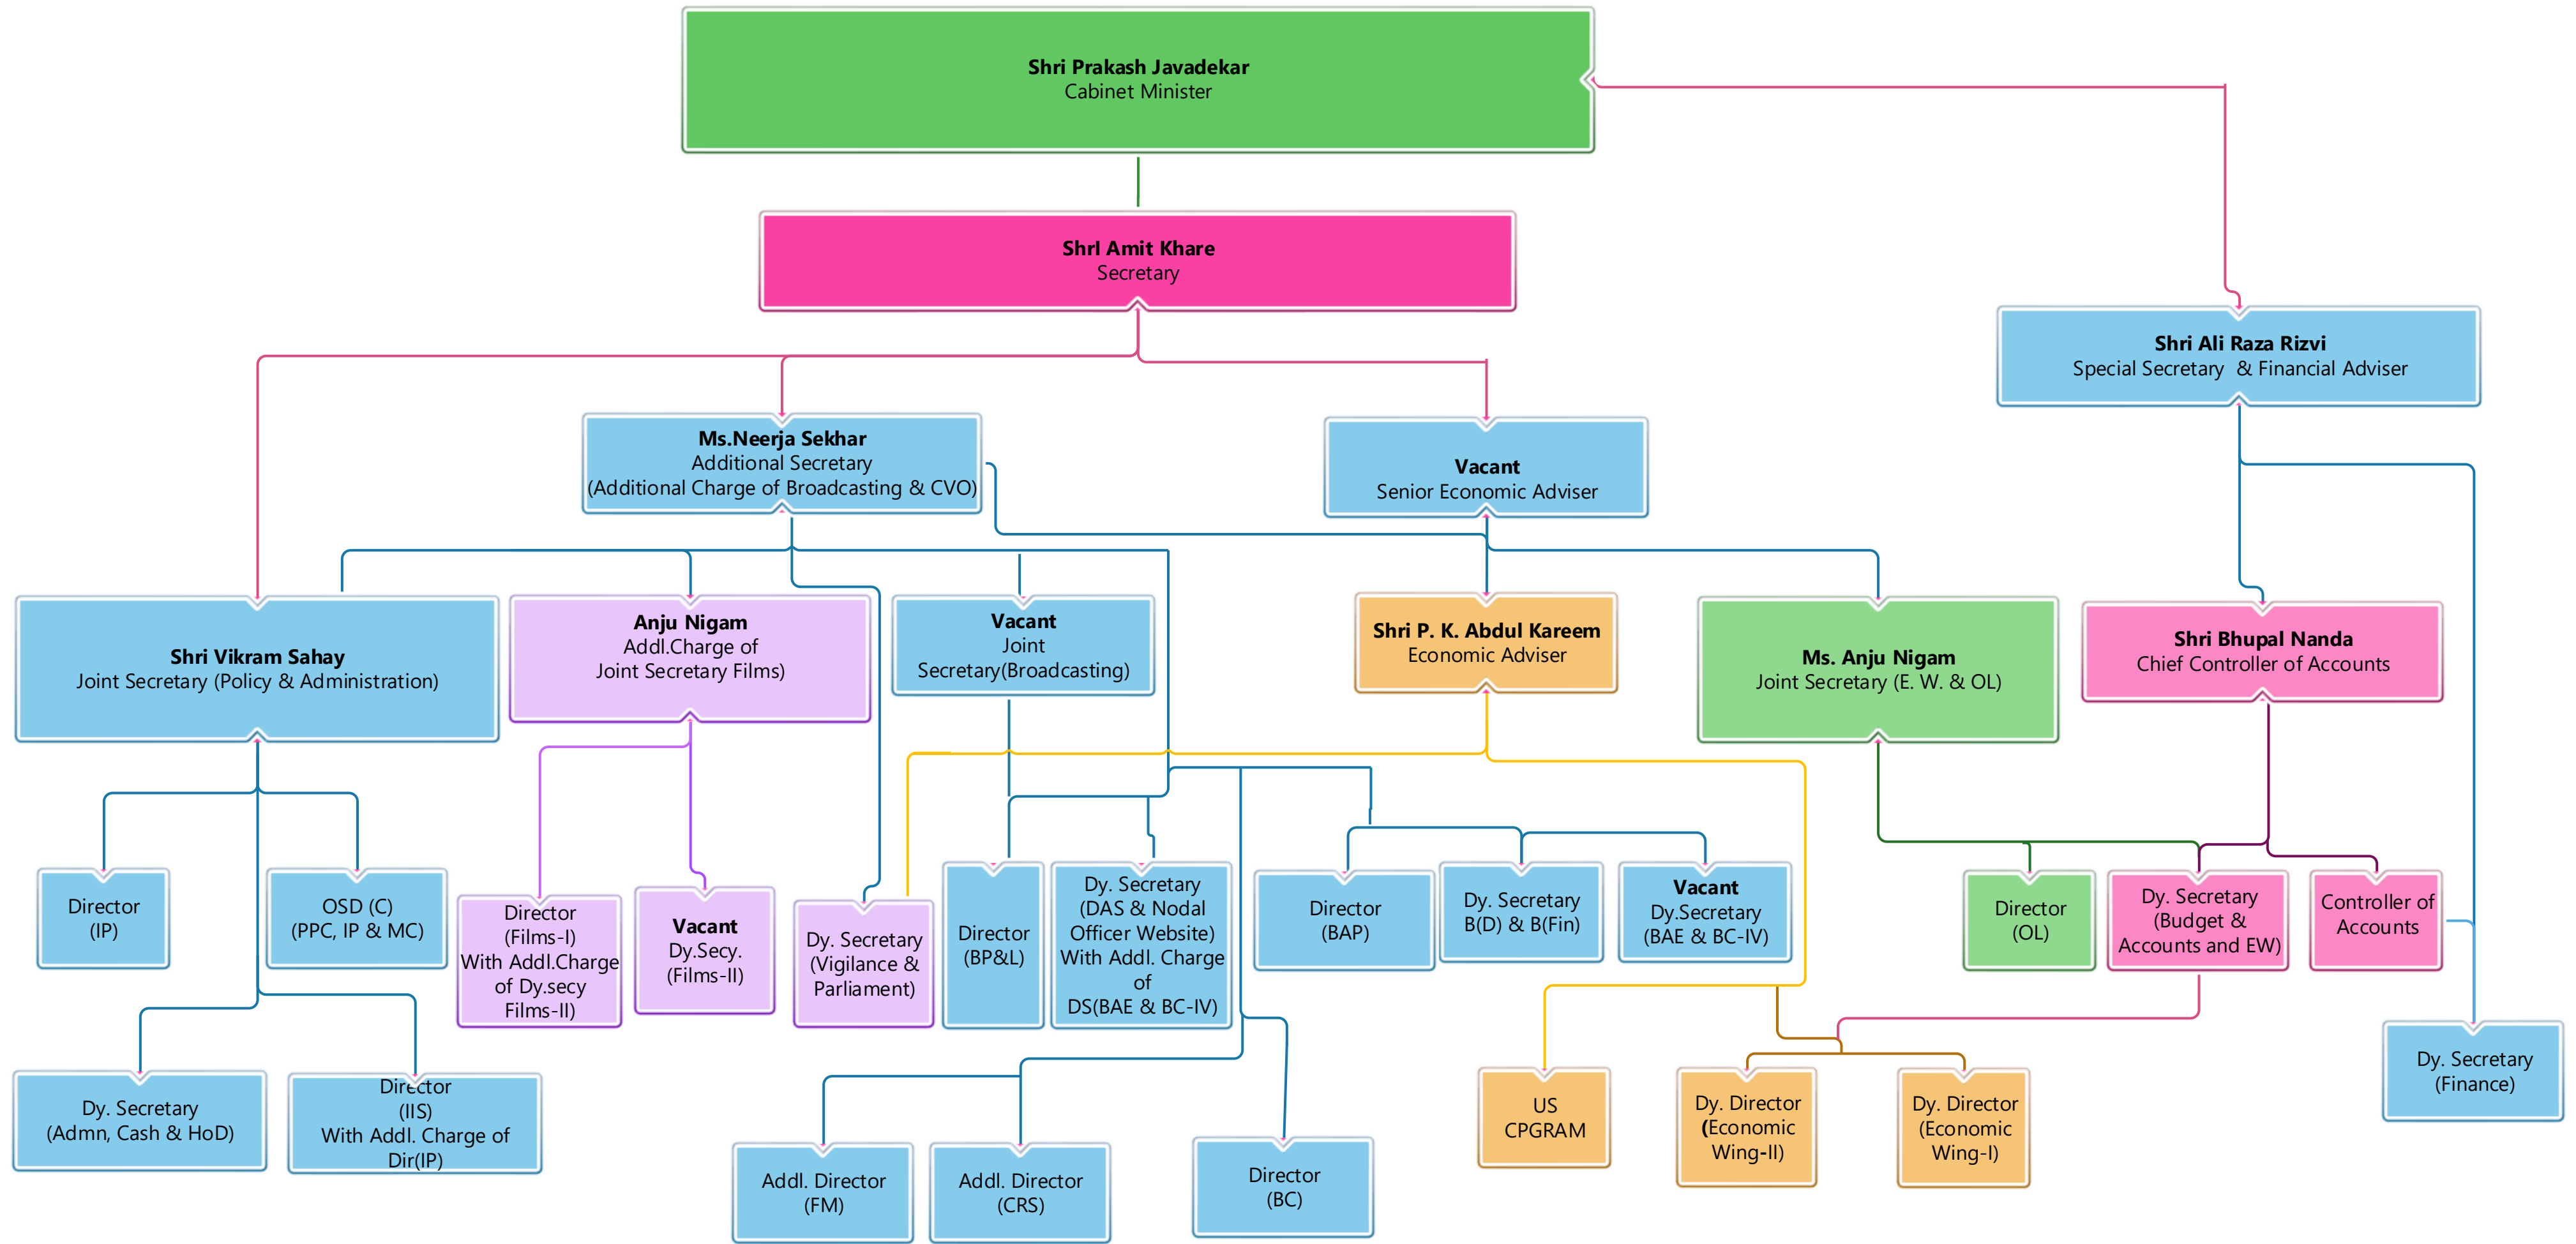 Shri Prakash Javadekar
Cabinet Minister
ShrI Amit Khare
Secretary
Shri Ali Raza Rizvi
Special Secretary & Financial Adviser
Ms.Neerja Sekhar
Additional Secretary
(Additional Charge of Broadcasting & CVO)
Vacant
Senior Economic Adviser
Shri Vikram Sahay
Joint Secretary (Policy & Administration)
Anju Nigam
Addl.Charge of
Joint Secretary Films)
Vacant
Joint
Secretary(Broadcasting)
Shri P. K. Abdul Kareem
Economic Adviser
Ms. Anju Nigam
Joint Secretary (E. W. & OL)
Shri Bhupal Nanda
Chief Controller of Accounts
Director
(IP)
OSD (C)
(PPC, IP & MC)
Director
(Films-I)
With Addl.Charge
of Dy.secy
Films-II)
Vacant
Dy.Secy.
(Films-II)
Dy. Secretary
(Vigilance &
Parliament)
Director
(BP&L)
Dy. Secretary
(DAS & Nodal
Officer Website)
With Addl. Charge
of
DS(BAE & BC-IV)
Director
(BAP)
Dy. Secretary
B(D) & B(Fin)
Vacant
Dy.Secretary
(BAE & BC-IV)
Director
(OL)
Dy. Secretary
(Budget &
Accounts and EW)
Controller of
Accounts
Dy. Secretary
(Admn, Cash & HoD)
Director
(IIS)
With Addl. Charge of
Dir(IP)
Addl. Director
(FM)
Addl. Director
(CRS)
Director
(BC)
US
CPGRAM
Dy. Director
(Economic
Wing-II)
Dy. Director
(Economic
Wing-I)
Dy. Secretary
(Finance)